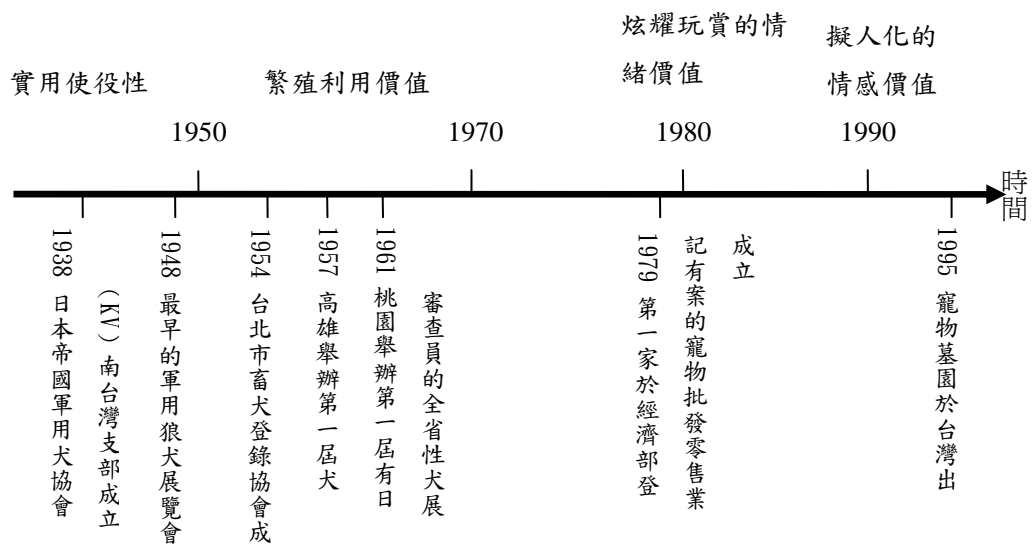 炫耀玩賞的情
緒價值
擬人化的
情感價值
實用使役性
繁殖利用價值
1950
1970
1980
1990
時間
1938 日本帝國軍用犬協會
(KV) 南台灣支部成立
1948 最早的軍用狼犬展覽會
1954 台北市畜犬登錄協會成
1957 高雄舉辦第一屆犬
1961 桃園舉辦第一屆有日
審查員的全省性犬展
1979 第一家於經濟部登
記有案的寵物批發零售業
成立
1995 寵物墓園於台灣出